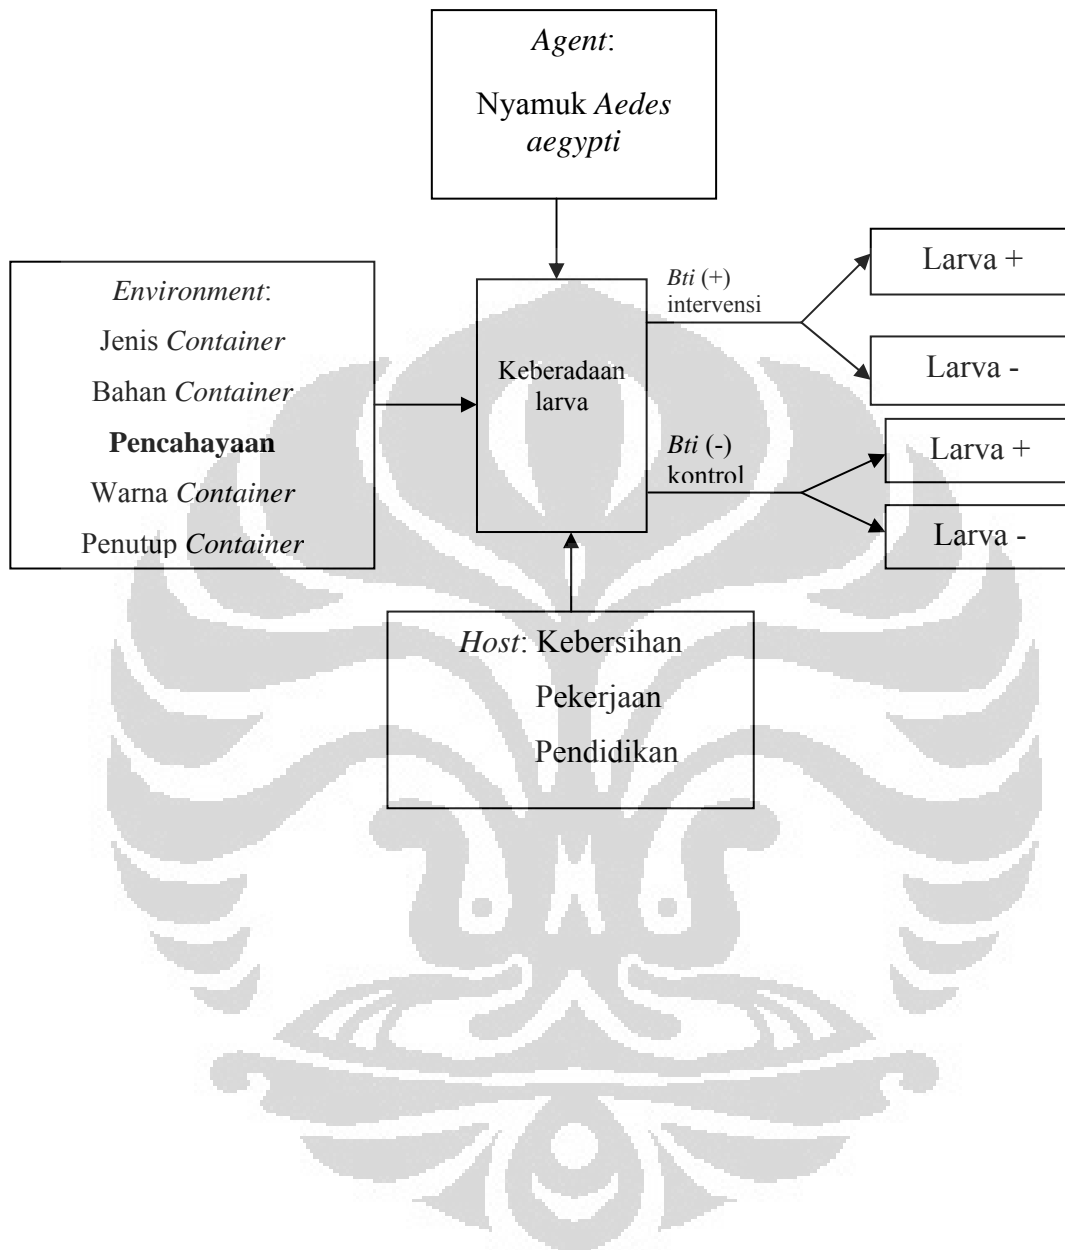 Agent:
Nyamuk Aedes
aegypti
Environment:
Jenis Container
Bahan Container
Pencahayaan
Warna Container
Penutup Container
Keberadaan
larva
Bti (+)
intervensi
Larva +
Larva -
Bti (-)
kontrol
Larva +
Larva -
Host: Kebersihan
Pekerjaan
Pendidikan